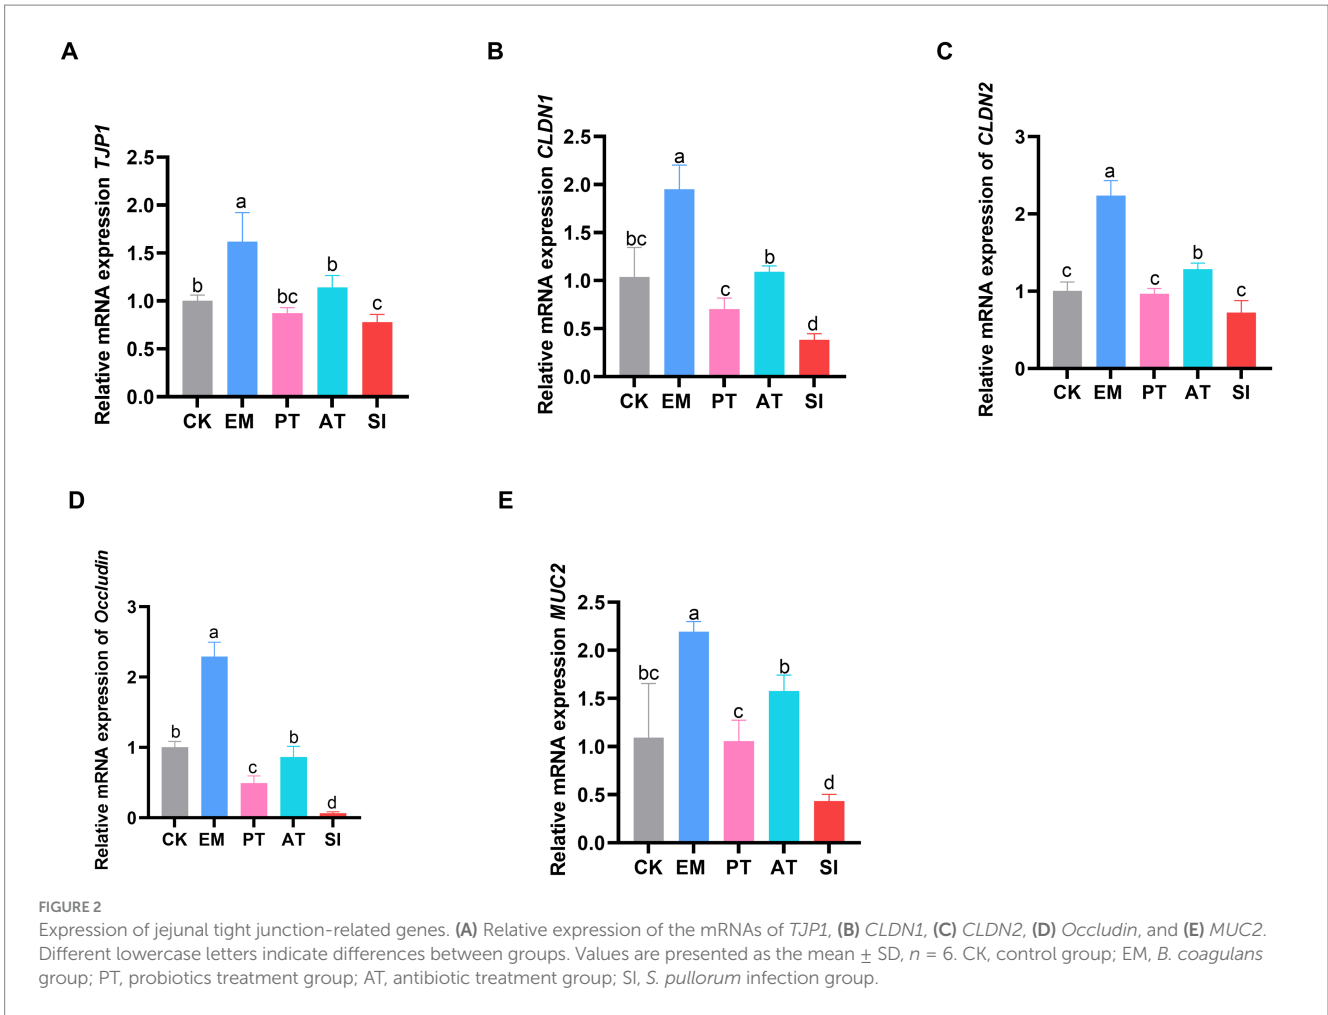 A
Relative mRNA expression TJP1
2.5
2.0
1.5
1.0
0.5
0.0
b
a
bc
b
c
CK EM PT AT SI
B
Relative mRNA expression CLDN1
2.5
2.0
1.5
1.0
0.5
0.0
bc
a
c
b
d
CK EM PT AT SI
C
Relative mRNA expression of CLDN2
3
2
1
0
c
a
c
b
c
CK EM PT AT SI
D
Relative mRNA expression of Occludin
3
2
1
0
b
a
c
b
d
CK EM PT AT SI
E
Relative mRNA expression MUC2
2.5
2.0
1.5
1.0
0.5
0.0
bc
a
c
b
d
CK EM PT AT SI
FIGURE 2
Expression of jejunal tight junction-related genes. (A) Relative expression of the mRNAs of TJP1, (B) CLDN1, (C) CLDN2, (D) Occludin, and (E) MUC2.
Different lowercase letters indicate differences between groups. Values are presented as the mean ± SD, n = 6. CK, control group; EM, B. coagulans
group; PT, probiotics treatment group; AT, antibiotic treatment group; SI, S. pullorum infection group.